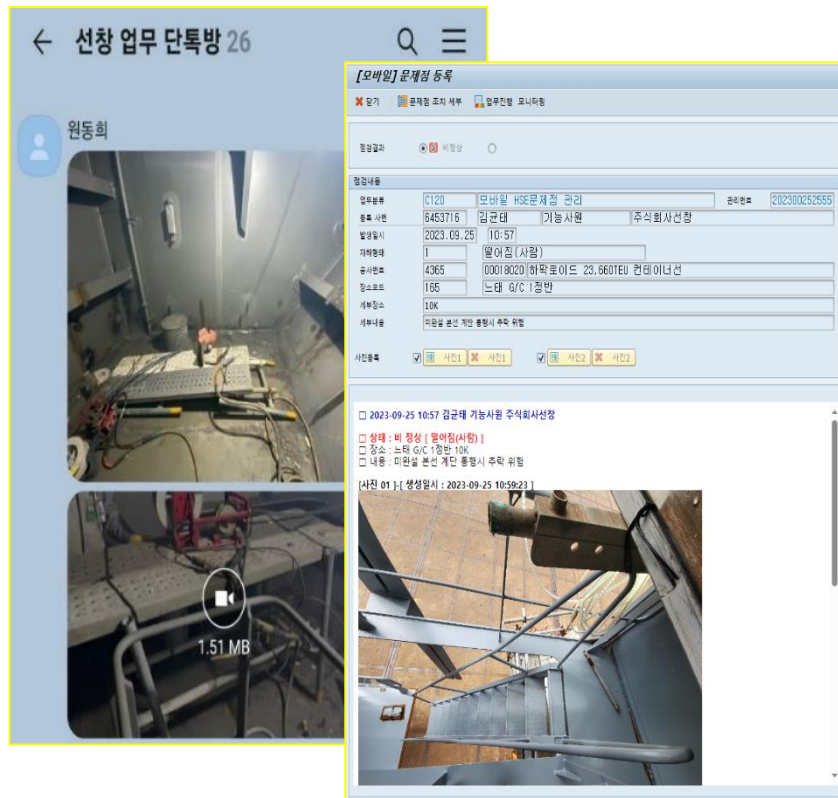 ← 선창 업무 단톡방 26
원동희
1.51 MB
[모바일] 문제점 등록
닫기 문제점 조치 세부 업무진행 모니터링
점검결과 비정상
점검내용
업무분류 C120 모바일 HSE문제점 관리 관리번호 202300252555
등록 사번 6453716 김균태 기능사원 주식회사선창
발생일시 2023.09.25 10:57
재해형태 1 떨어짐(사람)
공사번호 4365 00018020 하팍로이드 23,660TEU 컨테이너선
장소코드 165 느태 G/C 1정반
세부장소 10K
세부내용 미완설 본선 계단 통행시 추락 위험
사진등록 사진1 사진1 사진2 사진2
□ 2023-09-25 10:57 김균태 기능사원 주식회사선창
□ 상태 : 비 정상 [ 떨어짐(사람) ]
□ 장소 : 느태 G/C 1정반 10K
□ 내용 : 미완설 본선 계단 통행시 추락 위험
[사진 01 ]-[ 생성일시 : 2023-09-25 10:59:23 ]